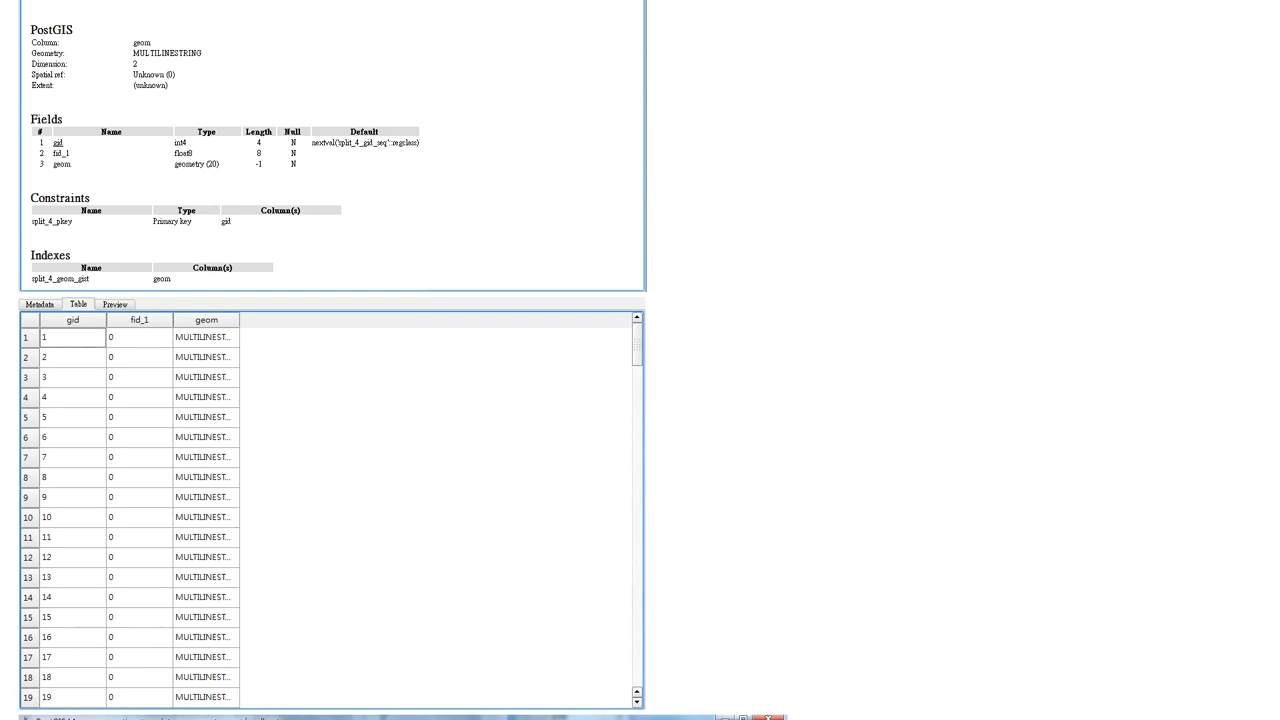 PostGIS
Column: geom
Geometry: MULTILINESTRING
Dimension: 2
Spatial ref: Unknown (0)
Extent: (unknown)
Fields
# Name Type Length Null Default
1 gid int4 4 N nextval('split_4_gid_seq'::regclass)
2 fid_1 float8 8 N
3 geom geometry (20) -1 N
Constraints
Name Type Column(s)
split_4_pkey Primary key gid
Indexes
Name Column(s)
split_4_geom_gist geom
Metadata Table Preview
gid fid_1 geom
1 1 0 MULTILINEST...
2 2 0 MULTILINEST...
3 3 0 MULTILINEST...
4 4 0 MULTILINEST...
5 5 0 MULTILINEST...
6 6 0 MULTILINEST...
7 7 0 MULTILINEST...
8 8 0 MULTILINEST...
9 9 0 MULTILINEST...
10 10 0 MULTILINEST...
11 11 0 MULTILINEST...
12 12 0 MULTILINEST...
13 13 0 MULTILINEST...
14 14 0 MULTILINEST...
15 15 0 MULTILINEST...
16 16 0 MULTILINEST...
17 17 0 MULTILINEST...
18 18 0 MULTILINEST...
19 19 0 MULTILINEST...